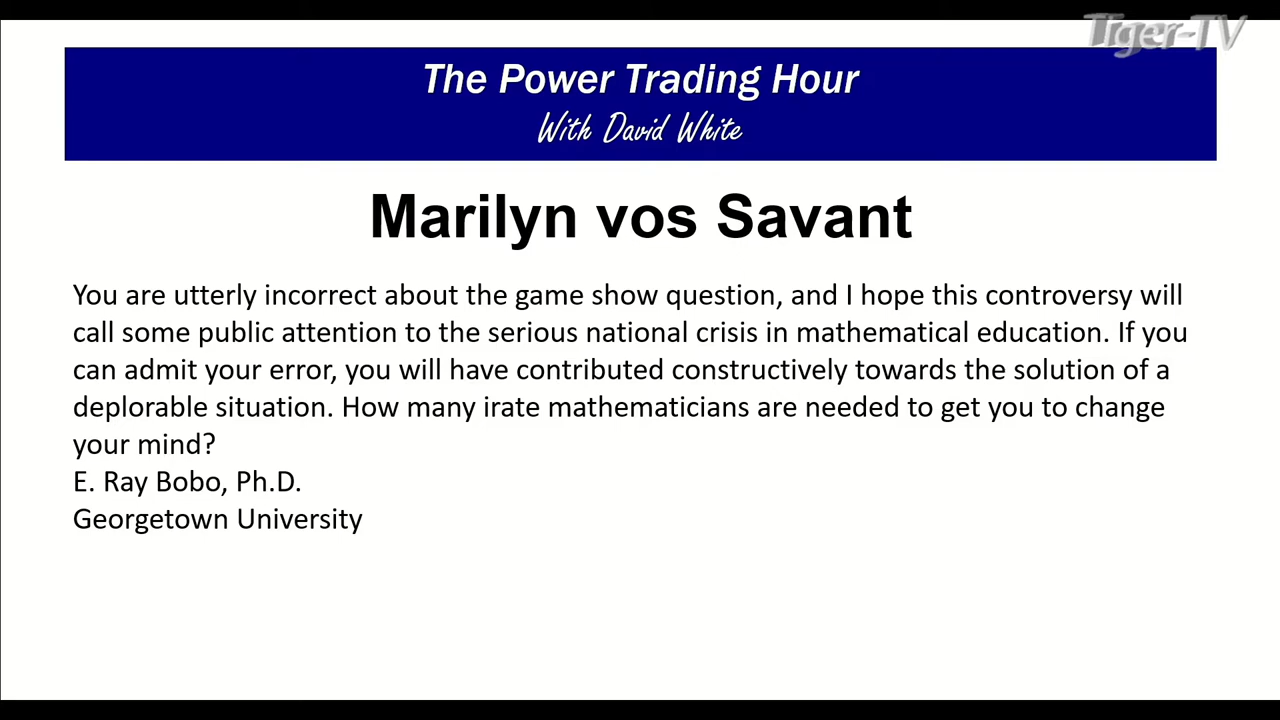 Tiger-TV
The Power Trading Hour
With David White
Marilyn vos Savant
You are utterly incorrect about the game show question, and I hope this controversy will
call some public attention to the serious national crisis in mathematical education. If you
can admit your error, you will have contributed constructively towards the solution of a
deplorable situation. How many irate mathematicians are needed to get you to change
your mind?
E. Ray Bobo, Ph.D.
Georgetown University